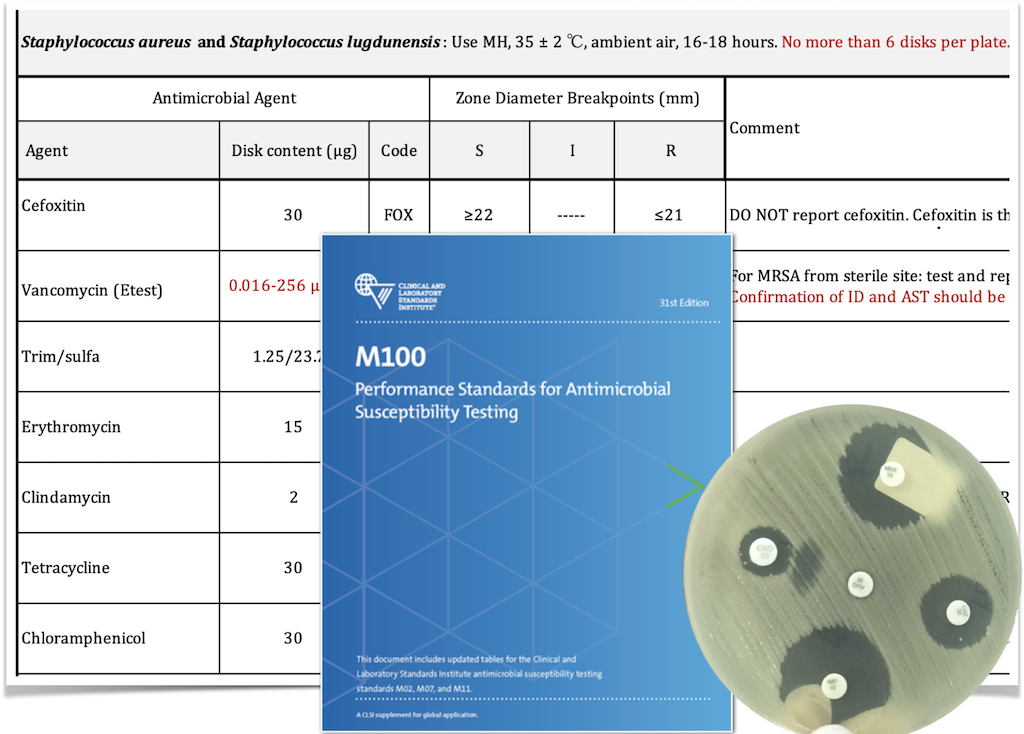 Staphylococcus aureus and Staphylococcus lugdunensis: Use MH, 35 ± 2 ℃, ambient air, 16-18 hours. No more than 6 disks per plate.
Antimicrobial Agent
Zone Diameter Breakpoints (mm)
Comment
Agent
Disk content (µg)
Code
S
I
R
Cefoxitin
30
FOX
≥22
-----
≤21
DO NOT report cefoxitin. Cefoxitin is th
Vancomycin (Etest)
0.016-256 µ
For MRSA from sterile site: test and rep
Confirmation of ID and AST should be
Trim/sulfa
1.25/23.7
Erythromycin
15
Clindamycin
2
R
Tetracycline
30
Chloramphenicol
30
CLINICAL AND
LABORATORY
STANDARDS
INSTITUTE
31st Edition
M100
Performance Standards for Antimicrobial
Susceptibility Testing
This document includes updated tables for the Clinical and
Laboratory Standards Institute antimicrobial susceptibility testing
standards M02, M07, and M11.
A CLSI supplement for global application.